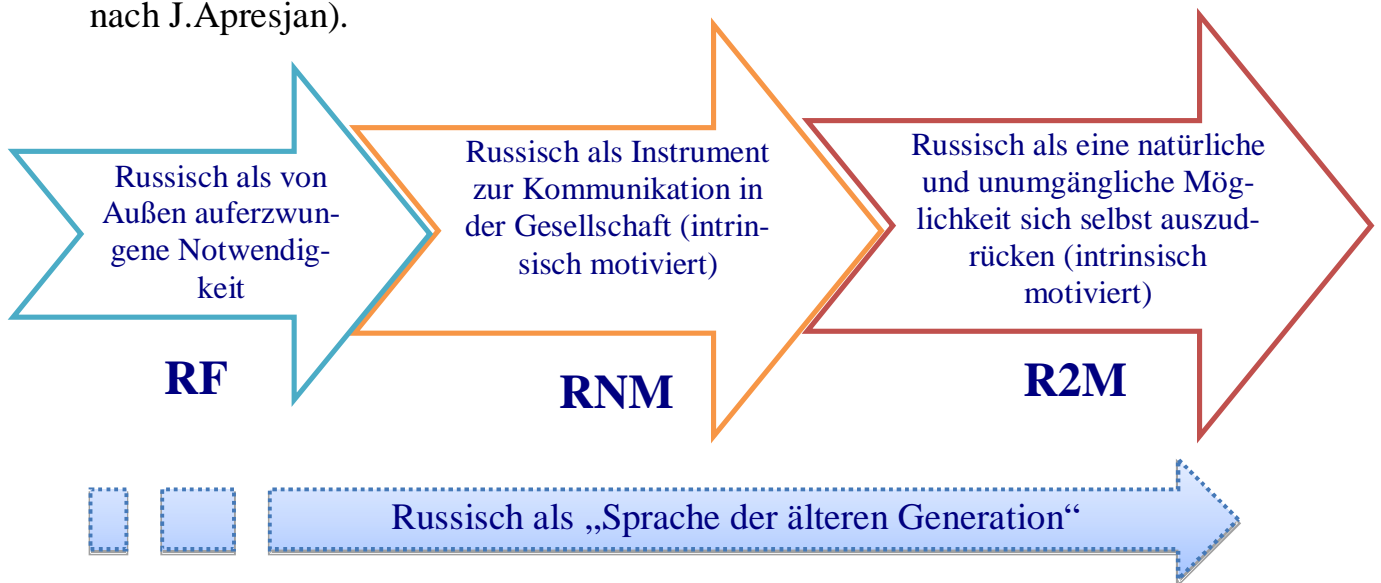 nach J.Apresjan).
Russisch als von
Außen auferzwun-
gene Notwendig-
keit
Russisch als Instrument
zur Kommunikation in
der Gesellschaft (intrin-
sisch motiviert)
Russisch als eine natürliche
und unumgängliche Mög-
lichkeit sich selbst auszud-
rücken (intrinsisch
motiviert)
RF
RNM
R2M
Russisch als „Sprache der älteren Generation“